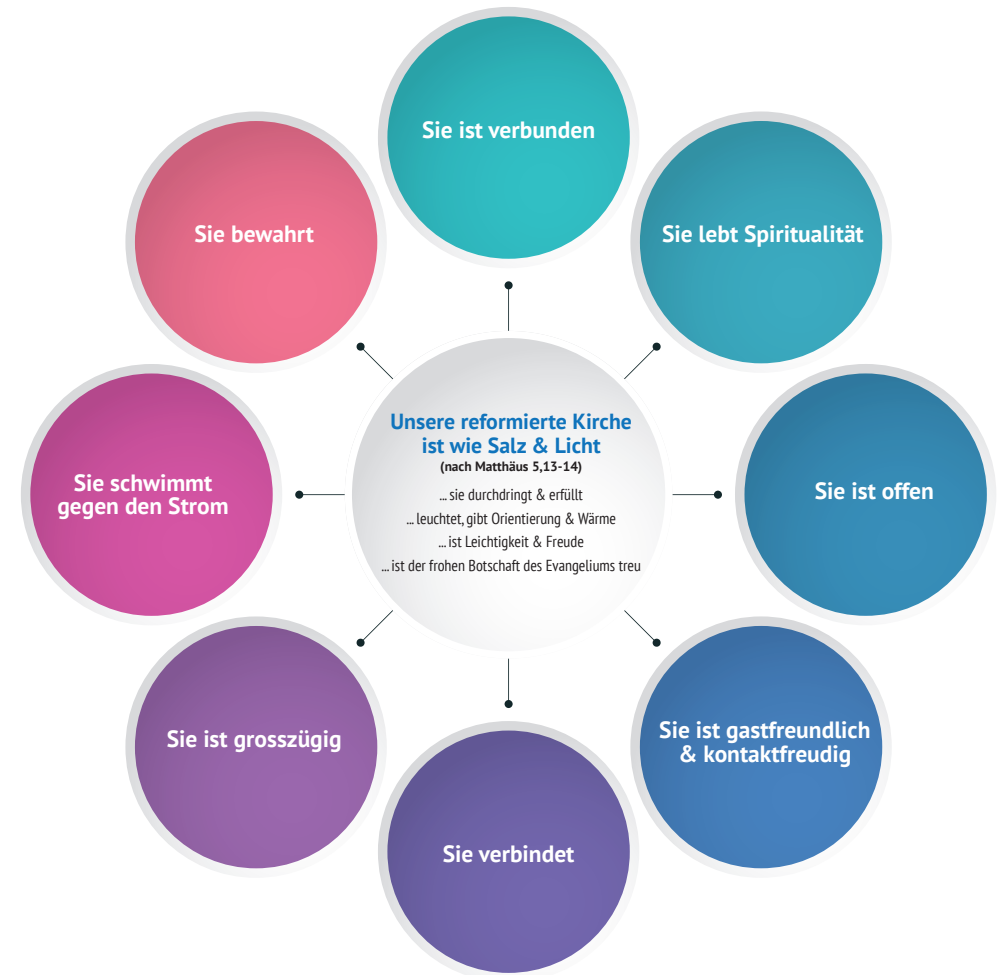 Sie ist verbunden
Sie lebt Spiritualität
Sie ist offen
Sie ist gastfreundlich
& kontaktfreudig
Sie verbindet
Sie ist grosszügig
Sie schwimmt
gegen den Strom
Sie bewahrt
Unsere reformierte Kirche
ist wie Salz & Licht
(nach Matthäus 5,13-14)
... sie durchdringt & erfüllt
... leuchtet, gibt Orientierung & Wärme
... ist Leichtigkeit & Freude
... ist der frohen Botschaft des Evangeliums treu